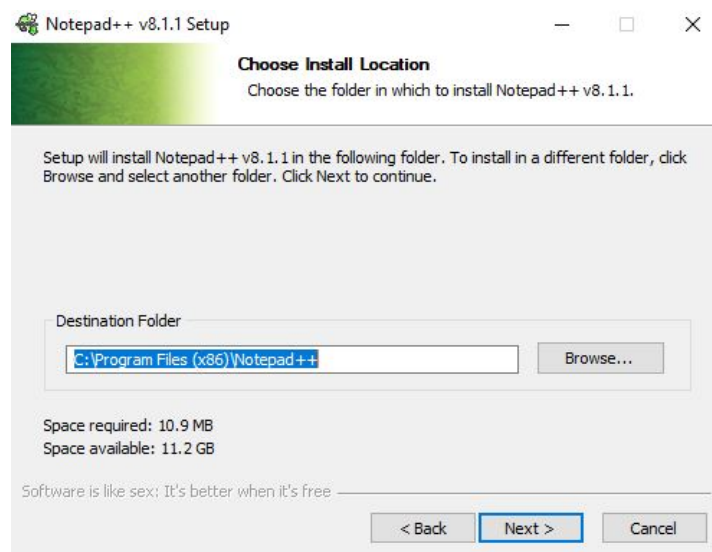 Notepad++ v8.1.1 Setup
Choose Install Location
Choose the folder in which to install Notepad++ v8.1.1.
Setup will install Notepad++ v8.1.1 in the following folder. To install in a different folder, click
Browse and select another folder. Click Next to continue.
Destination Folder
C:\Program Files (x86)\Notepad++
Browse...
Space required: 10.9 MB
Space available: 11.2 GB
Software is like sex: It's better when it's free
< Back Next > Cancel